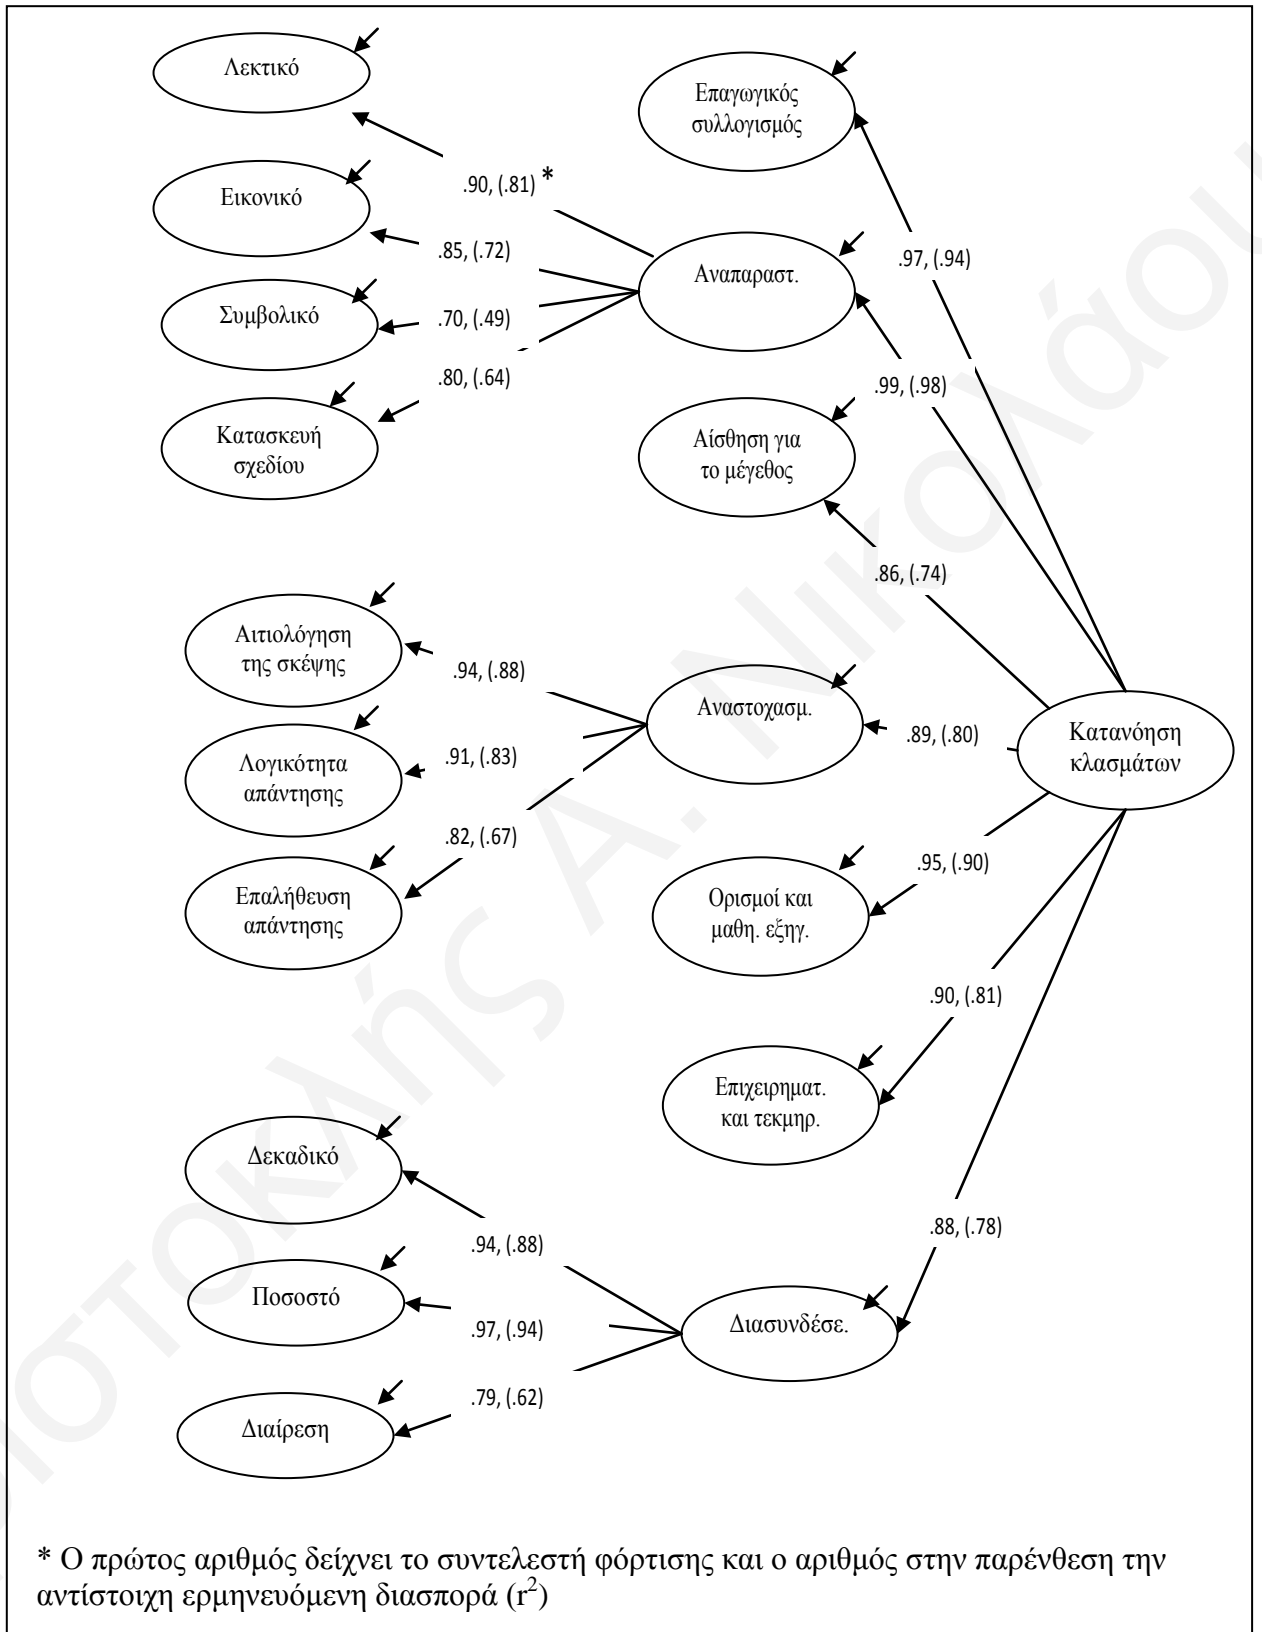 Λεκτικό
.90, (.81) *
Εικονικό
.85, (.72)
Συμβολικό
.70, (.49)
Κατασκευή
σχεδίου
.80, (.64)
Επαγωγικός
συλλογισμός
.97, (.94)
Αναπαραστ.
.99, (.98)
Αίσθηση για
το μέγεθος
.86, (.74)
Αιτιολόγηση
της σκέψης
.94, (.88)
Λογικότητα
απάντησης
.91, (.83)
Επαλήθευση
απάντησης
.82, (.67)
Αναστοχασμ.
.89, (.80)
Κατανόηση
κλασμάτων
Ορισμοί και
μαθη. εξηγ.
.95, (.90)
Επιχειρηματ.
και τεκμηρ.
.90, (.81)
Δεκαδικό
.94, (.88)
Ποσοστό
.97, (.94)
Διαίρεση
.79, (.62)
Διασυνδέσε.
.88, (.78)
* Ο πρώτος αριθμός δείχνει το συντελεστή φόρτισης και ο αριθμός στην παρένθεση την
αντίστοιχη ερμηνευόμενη διασπορά (r²)
ιστοκλής Α. Νικολάου